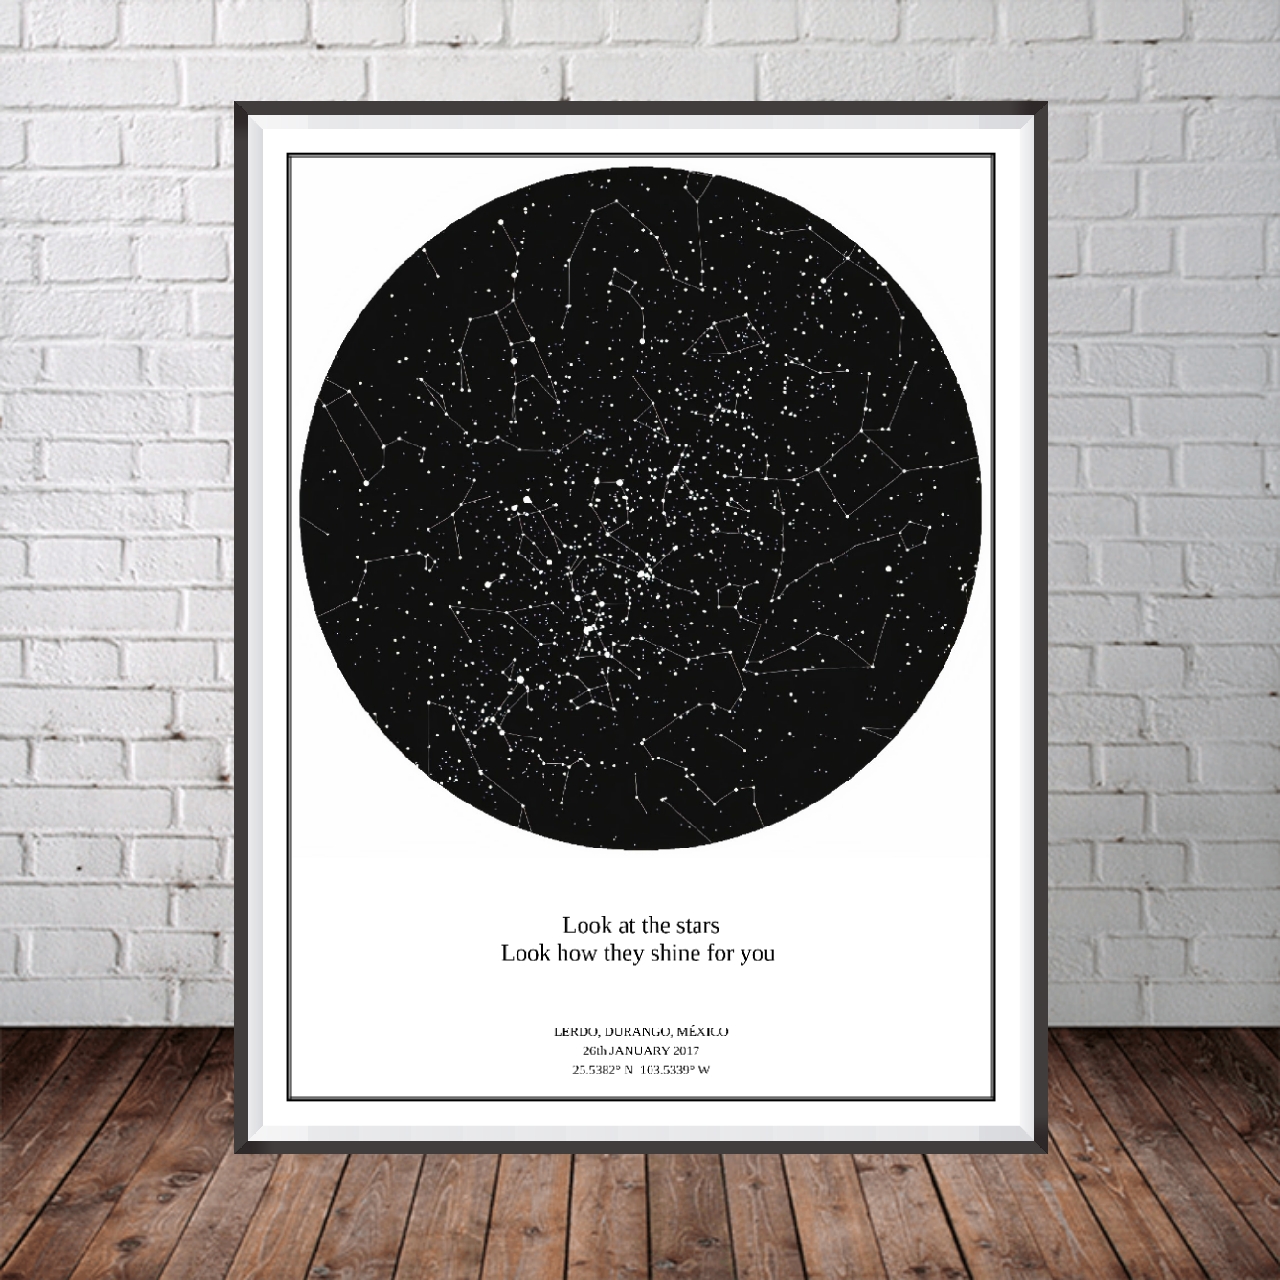 Look at the stars
Look how they shine for you
LERDO, DURANGO, MÉXICO
26th JANUARY 2017
25.5382° N  103.5339° W